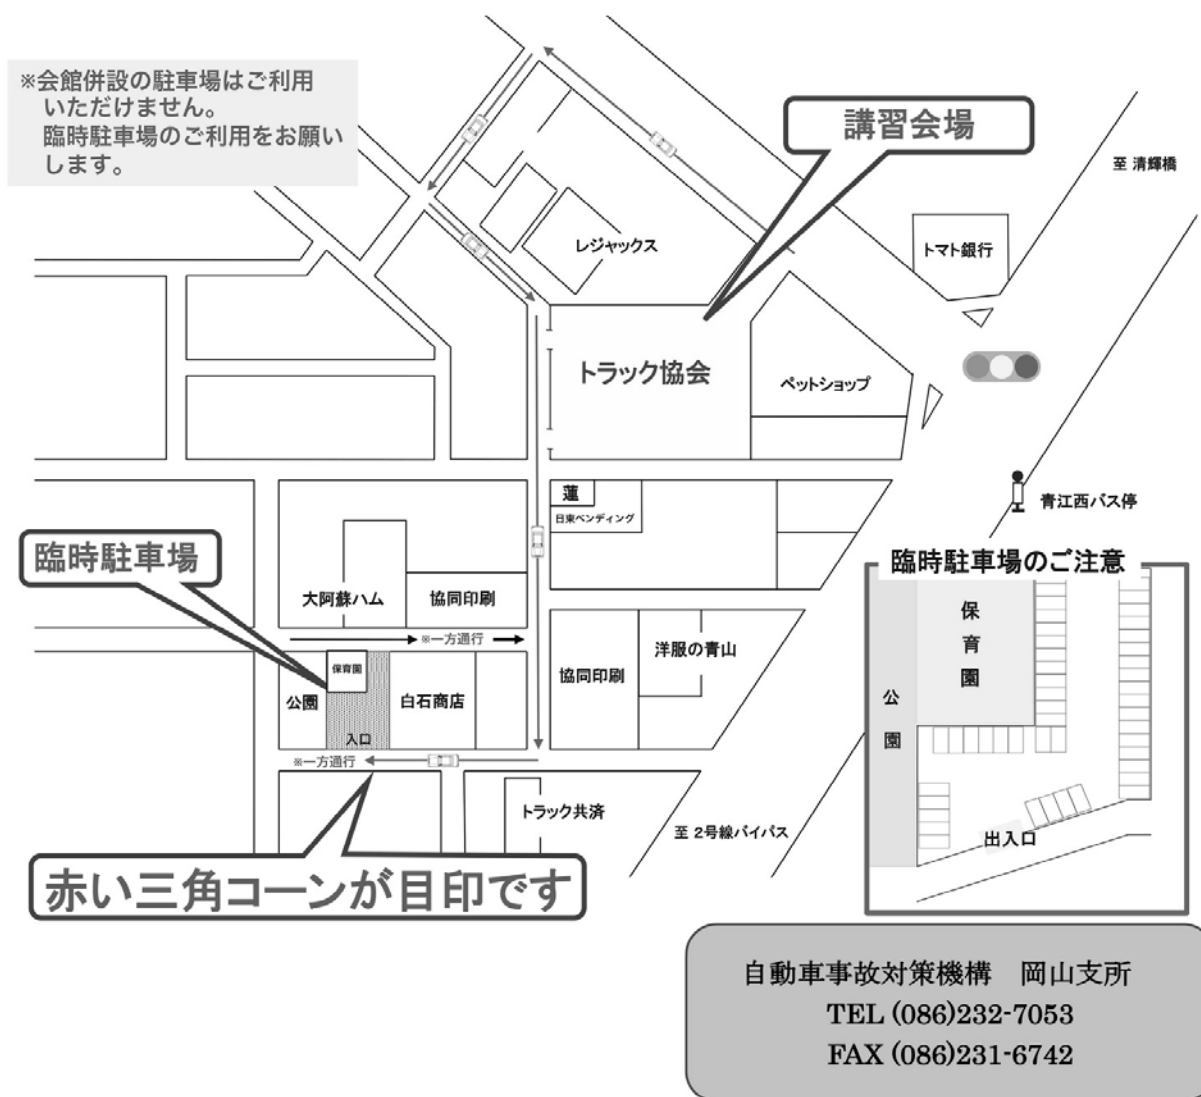 ※会館併設の駐車場はご利用
いただけません。
臨時駐車場のご利用をお願い
します。
講習会場
至 清輝橋
トマト銀行
レジャックス
トラック協会
ペットショップ
青江西バス停
蓮
日東ベンディング
臨時駐車場
大阿蘇ハム
協同印刷
※一方通行
保育園
公園
白石商店
入口
協同印刷
洋服の青山
※一方通行
トラック共済
至 2号線バイパス
赤い三角コーンが目印です
臨時駐車場のご注意
保育園
公園
出入口
自動車事故対策機構 岡山支所
TEL (086)232-7053
FAX (086)231-6742